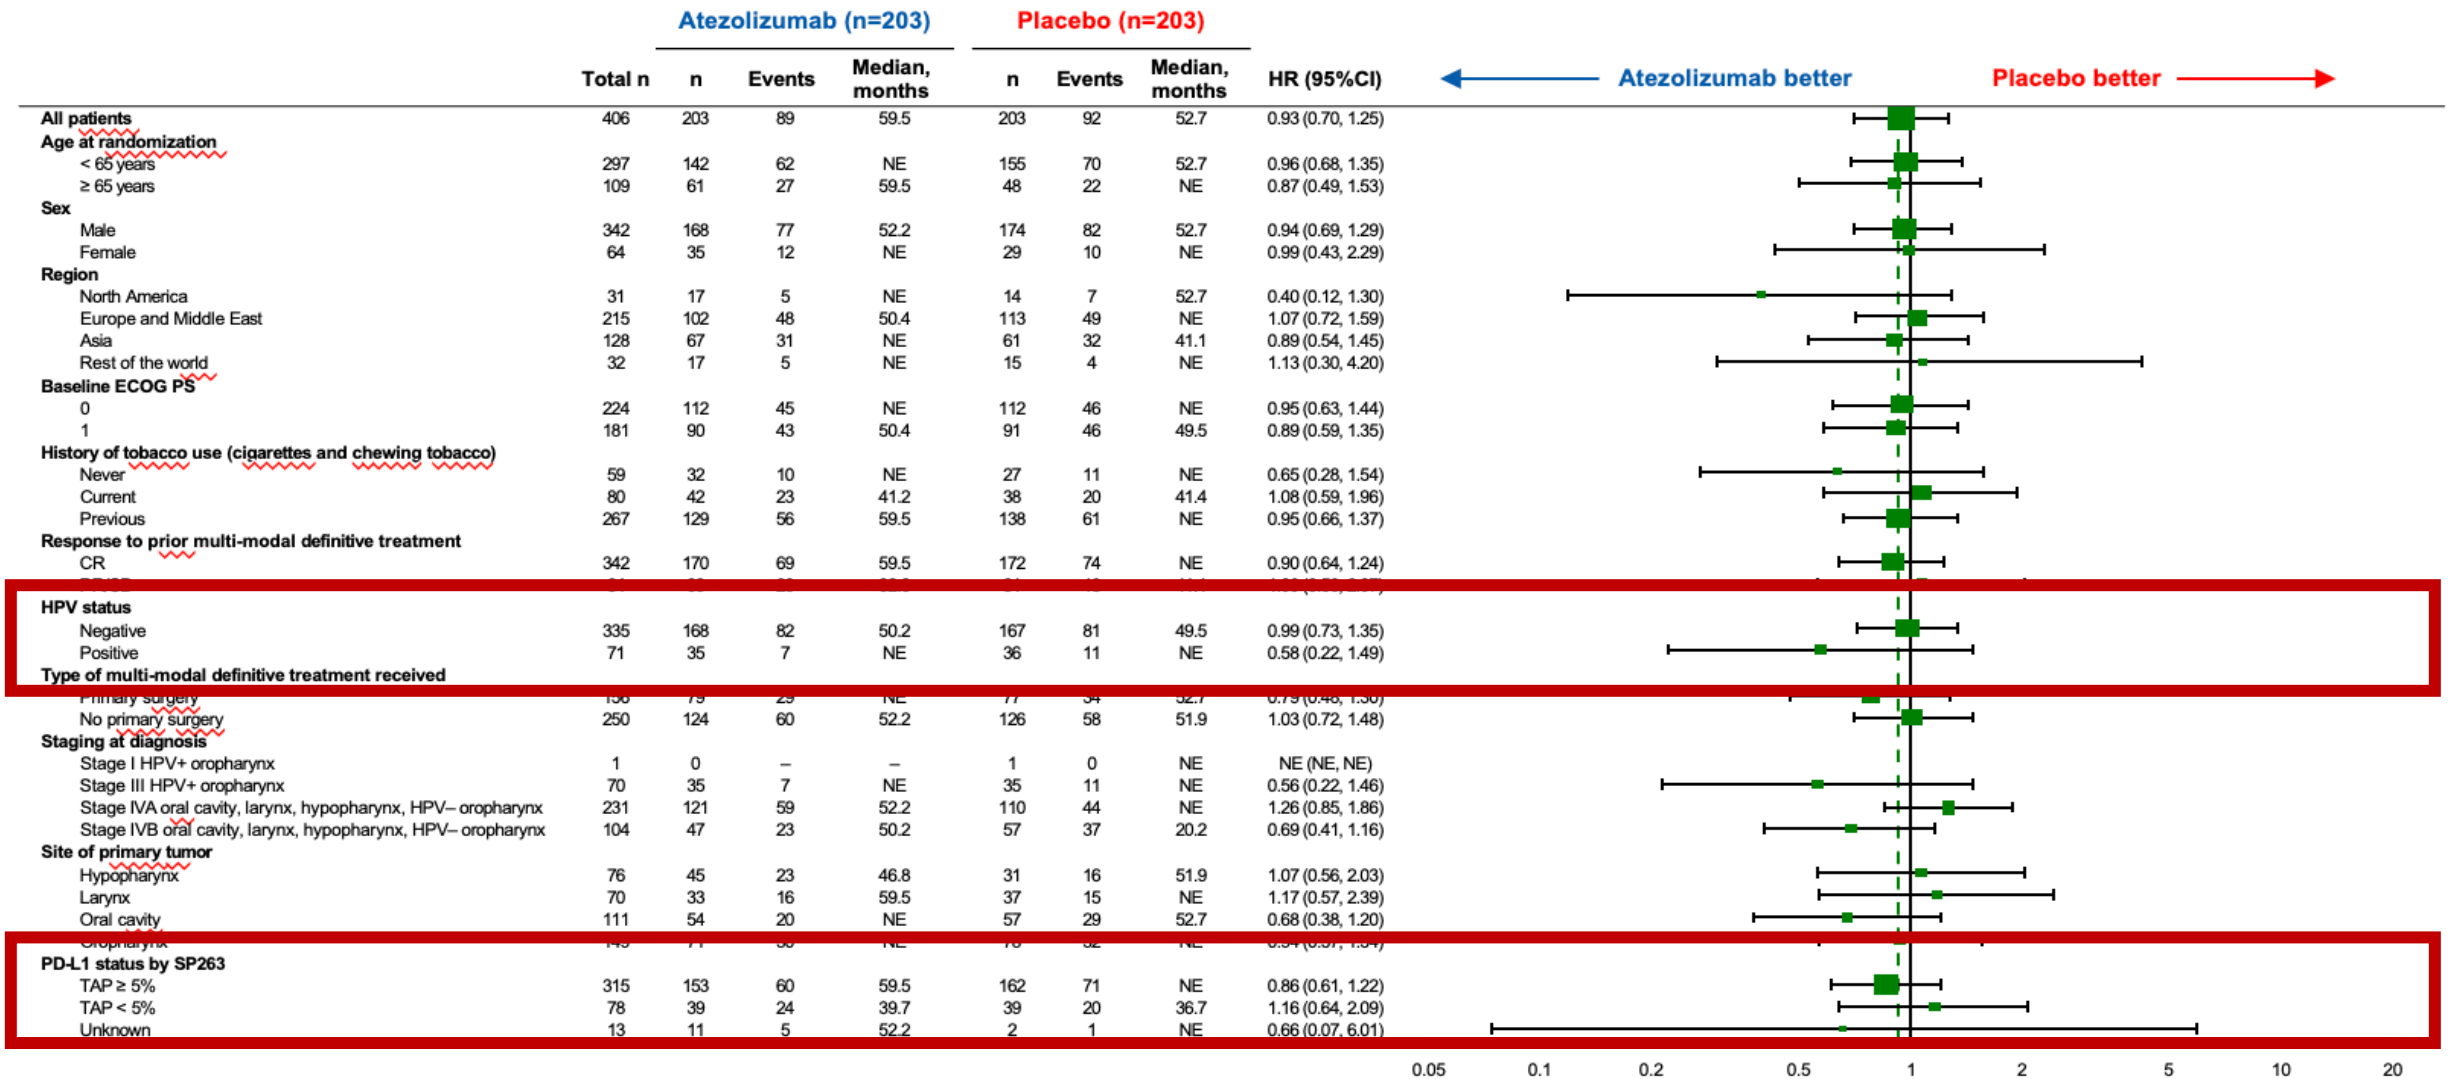 Atezolizumab (n=203) Placebo (n=203)
Total n n Events Median, months n Events Median, months HR (95%CI) Atezolizumab better Placebo better
All patients 406 203 89 59.5 203 92 52.7 0.93 (0.70, 1.25)
Age at randomization
< 65 years 297 142 62 NE 155 70 52.7 0.96 (0.68, 1.35)
≥ 65 years 109 61 27 59.5 48 22 NE 0.87 (0.49, 1.53)
Sex
Male 342 168 77 52.2 174 82 52.7 0.94 (0.69, 1.29)
Female 64 35 12 NE 29 10 NE 0.99 (0.43, 2.29)
Region
North America 31 17 5 NE 14 7 52.7 0.40 (0.12, 1.30)
Europe and Middle East 215 102 48 50.4 113 49 NE 1.07 (0.72, 1.59)
Asia 128 67 31 NE 61 32 41.1 0.89 (0.54, 1.45)
Rest of the world 32 17 5 NE 15 4 NE 1.13 (0.30, 4.20)
Baseline ECOG PS
0 224 112 45 NE 112 46 NE 0.95 (0.63, 1.44)
1 181 90 43 50.4 91 46 49.5 0.89 (0.59, 1.35)
History of tobacco use (cigarettes and chewing tobacco)
Never 59 32 10 NE 27 11 NE 0.65 (0.28, 1.54)
Current 80 42 23 41.2 38 20 41.4 1.08 (0.59, 1.96)
Previous 267 129 56 59.5 138 61 NE 0.95 (0.66, 1.37)
Response to prior multi-modal definitive treatment
CR 342 170 69 59.5 172 74 NE 0.90 (0.64, 1.24)
HPV status
Negative 335 168 82 50.2 167 81 49.5 0.99 (0.73, 1.35)
Positive 71 35 7 NE 36 11 NE 0.58 (0.22, 1.49)
Type of multi-modal definitive treatment received
Primary surgery 156 79 29 NE 77 34 52.7 0.79 (0.48, 1.30)
No primary surgery 250 124 60 52.2 126 58 51.9 1.03 (0.72, 1.48)
Staging at diagnosis
Stage I HPV+ oropharynx 1 0 – – 1 0 NE NE (NE, NE)
Stage III HPV+ oropharynx 70 35 7 NE 35 11 NE 0.56 (0.22, 1.46)
Stage IVA oral cavity, larynx, hypopharynx, HPV– oropharynx 231 121 59 52.2 110 44 NE 1.26 (0.85, 1.86)
Stage IVB oral cavity, larynx, hypopharynx, HPV– oropharynx 104 47 23 50.2 57 37 20.2 0.69 (0.41, 1.16)
Site of primary tumor
Hypopharynx 76 45 23 46.8 31 16 51.9 1.07 (0.56, 2.03)
Larynx 70 33 16 59.5 37 15 NE 1.17 (0.57, 2.39)
Oral cavity 111 54 20 NE 57 29 52.7 0.68 (0.38, 1.20)
Oropharynx
PD-L1 status by SP263
TAP ≥ 5% 315 153 60 59.5 162 71 NE 0.86 (0.61, 1.22)
TAP < 5% 78 39 24 39.7 39 20 36.7 1.16 (0.64, 2.09)
Unknown 13 11 5 52.2 2 1 NE 0.66 (0.07, 6.01)
0.05 0.1 0.2 0.5 1 2 5 10 20